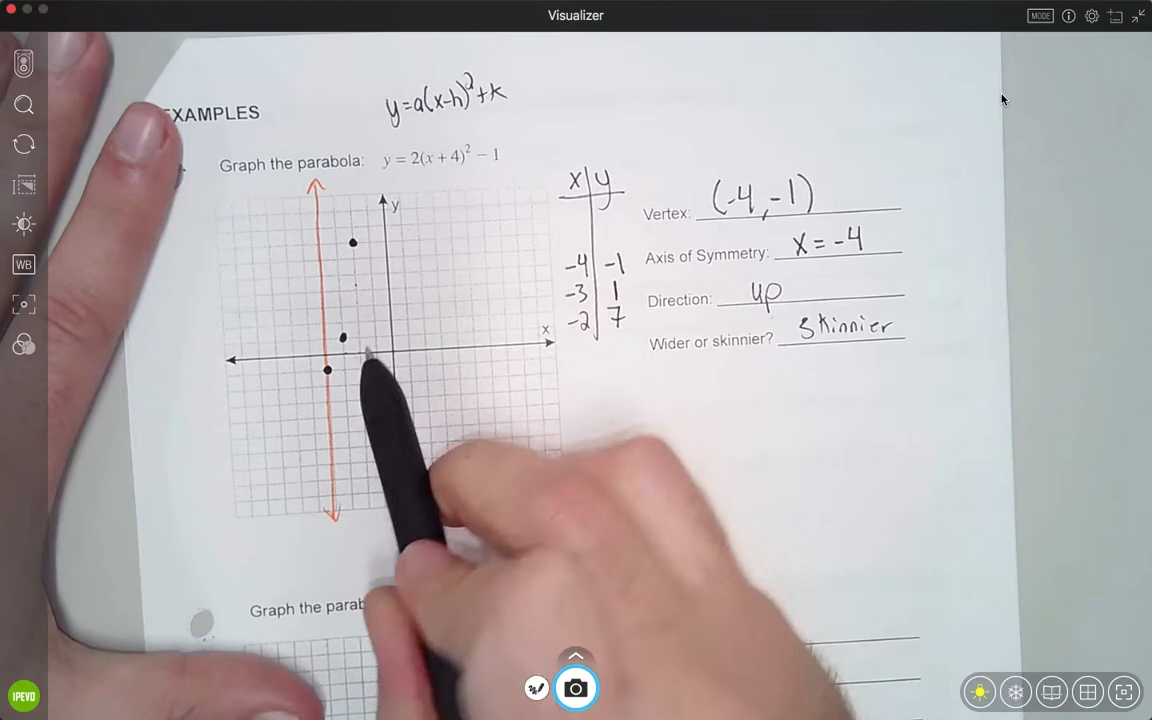 Visualizer
MODE
EXAMPLES
y=a(x-h)²+k
Graph the parabola: y = 2(x + 4)² − 1
x | y
-4 | -1
-3 | 1
-2 | 7
y
x
Vertex: (-4,-1)
Axis of Symmetry: x = -4
Direction: up
Wider or skinnier? skinnier
WB
Graph the parab
IPEVO